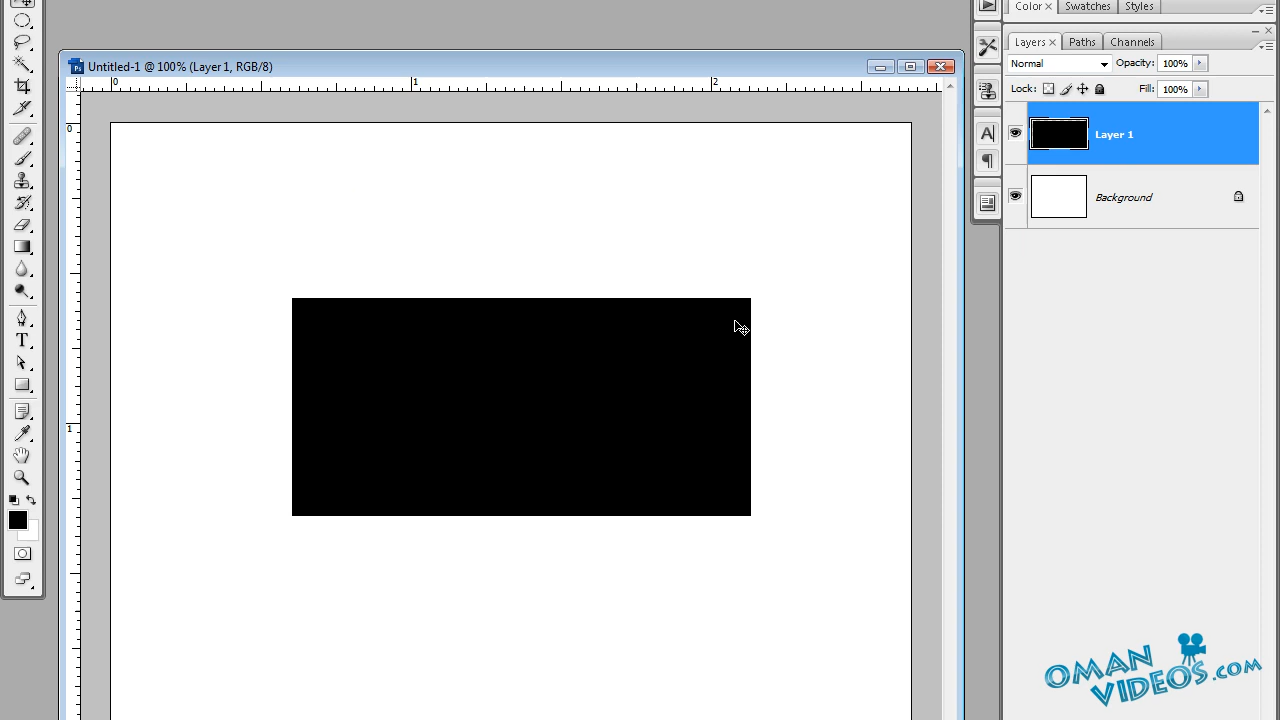 Color Swatches Styles
Untitled-1 @ 100% (Layer 1, RGB/8)
0 1 2
0
1
Layers Paths Channels
Normal Opacity: 100%
Lock: Fill: 100%
Layer 1
Background
OMAN
VIDEOS.COM